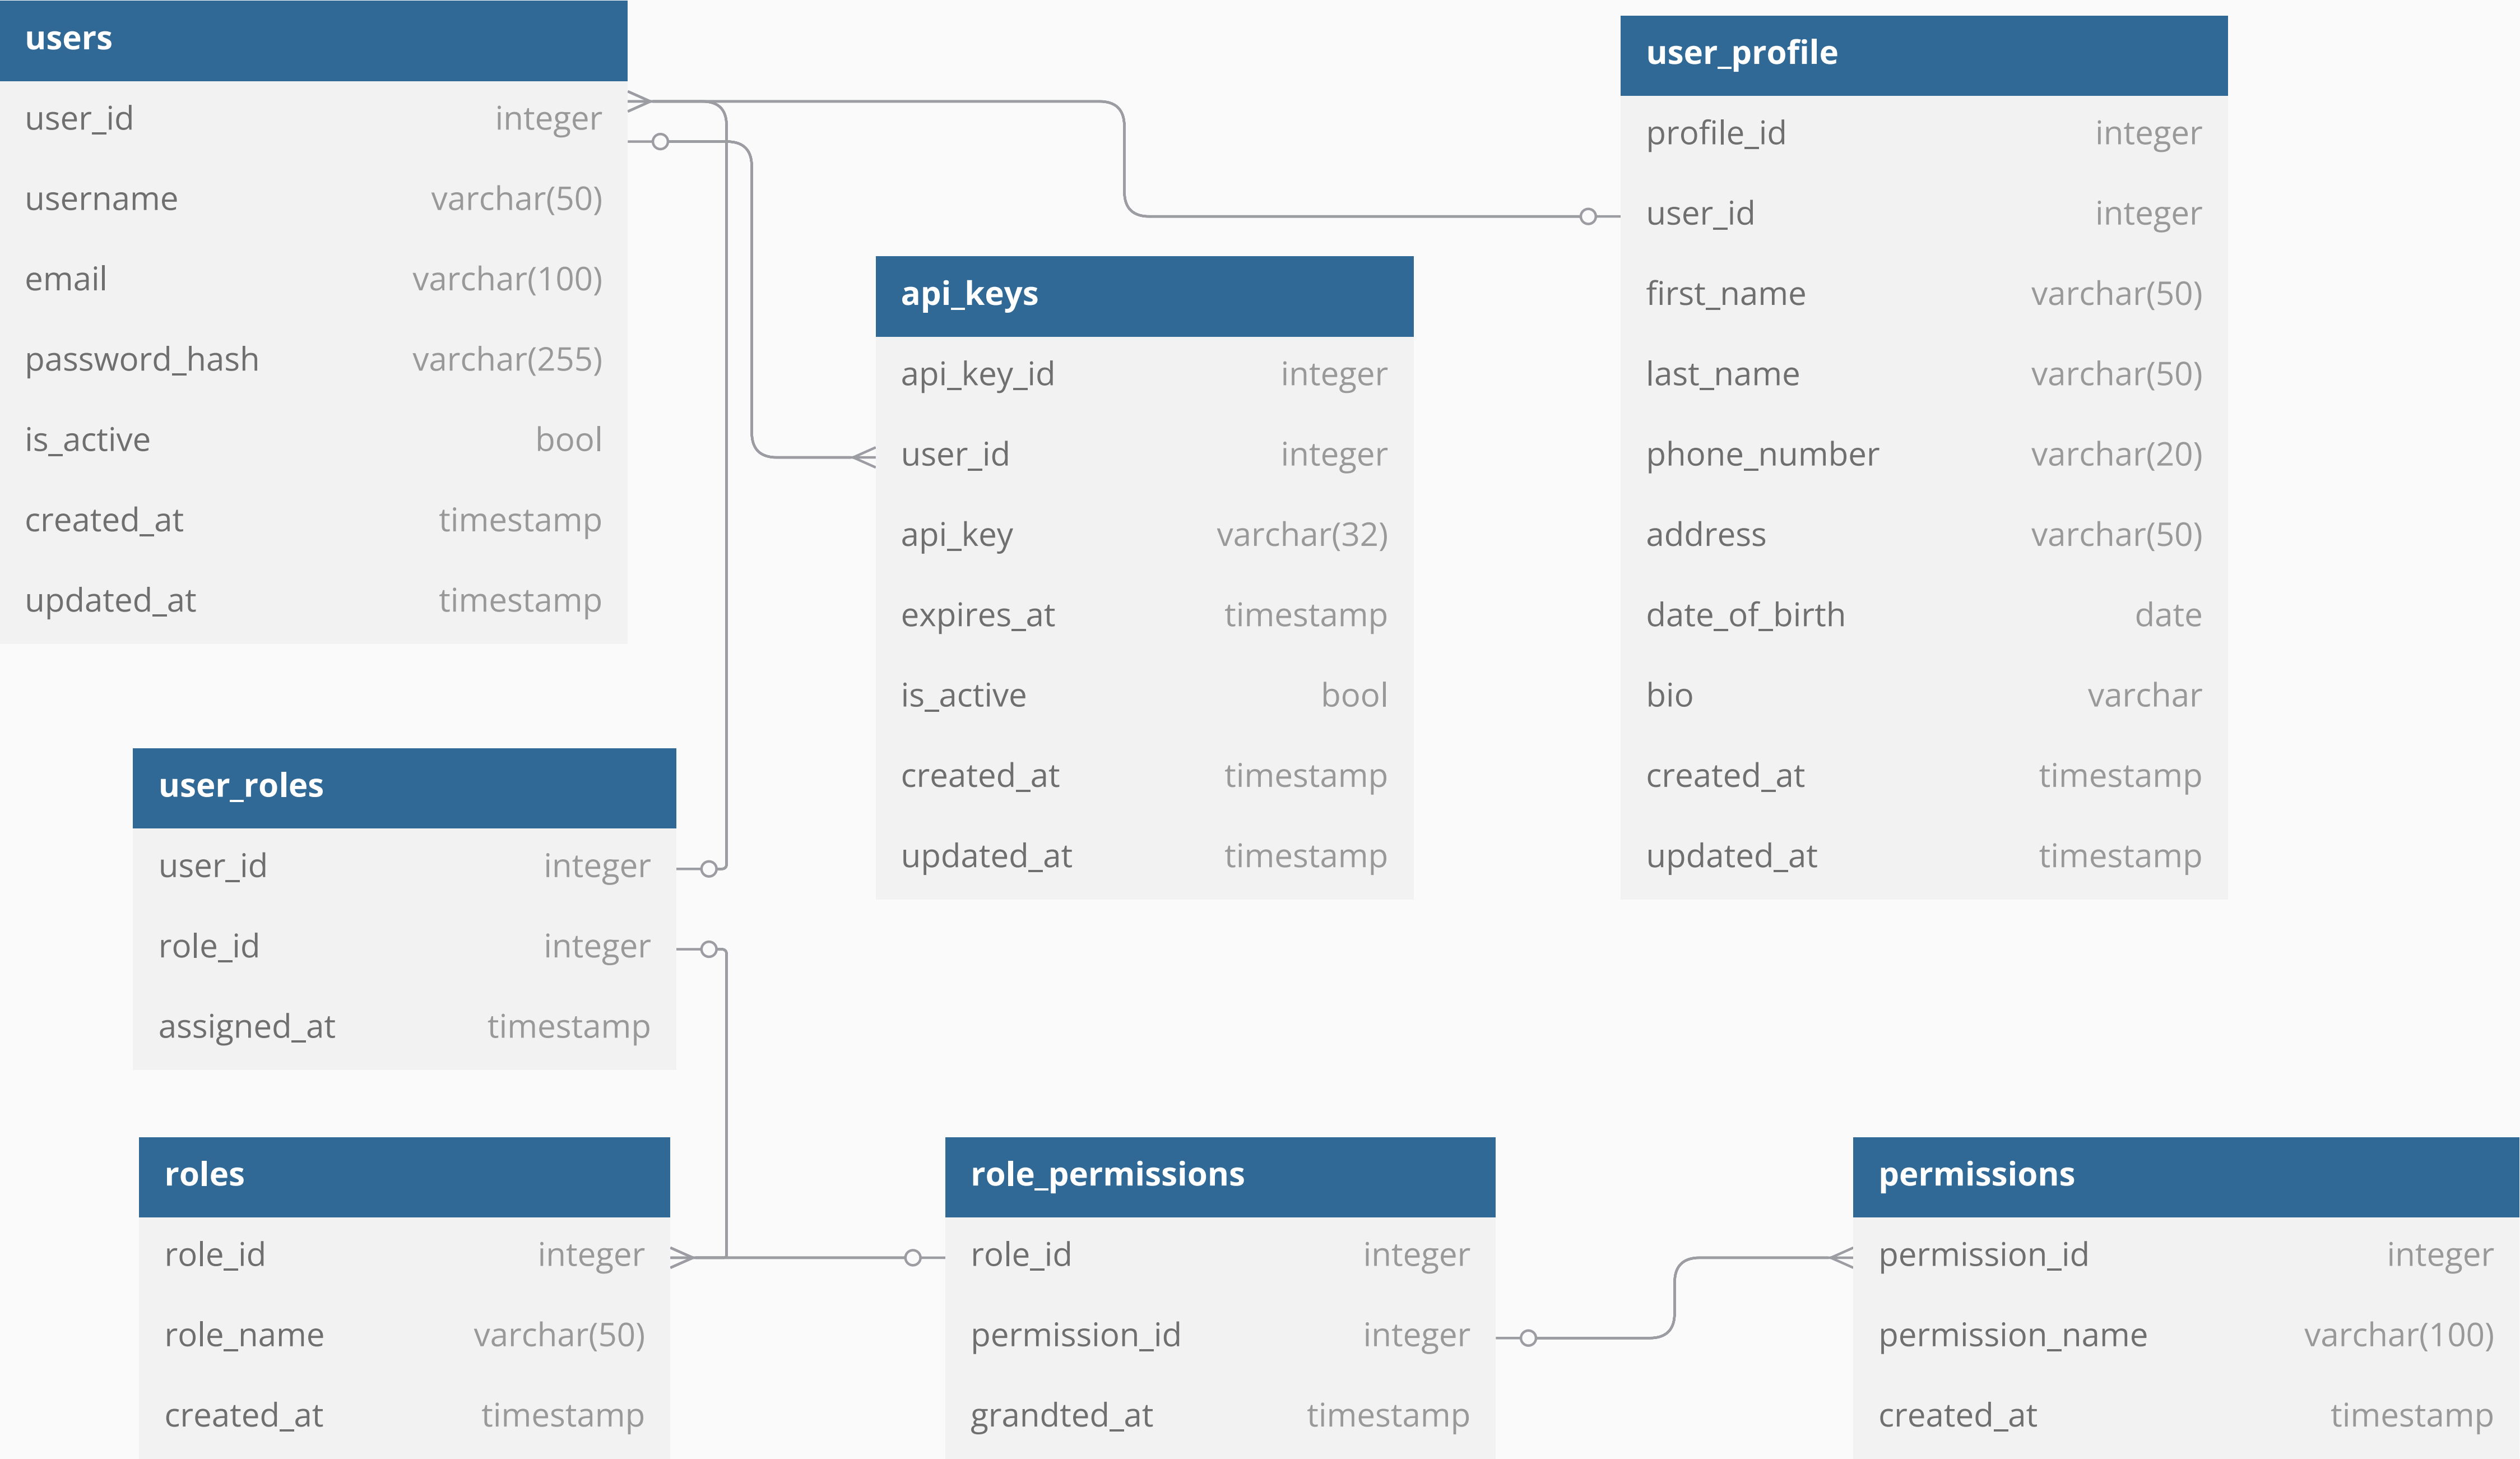 users
user_id integer
username varchar(50)
email varchar(100)
password_hash varchar(255)
is_active bool
created_at timestamp
updated_at timestamp
user_profile
profile_id integer
user_id integer
first_name varchar(50)
last_name varchar(50)
phone_number varchar(20)
address varchar(50)
date_of_birth date
bio varchar
created_at timestamp
updated_at timestamp
api_keys
api_key_id integer
user_id integer
api_key varchar(32)
expires_at timestamp
is_active bool
created_at timestamp
updated_at timestamp
user_roles
user_id integer
role_id integer
assigned_at timestamp
roles
role_id integer
role_name varchar(50)
created_at timestamp
role_permissions
role_id integer
permission_id integer
grandted_at timestamp
permissions
permission_id integer
permission_name varchar(100)
created_at timestamp